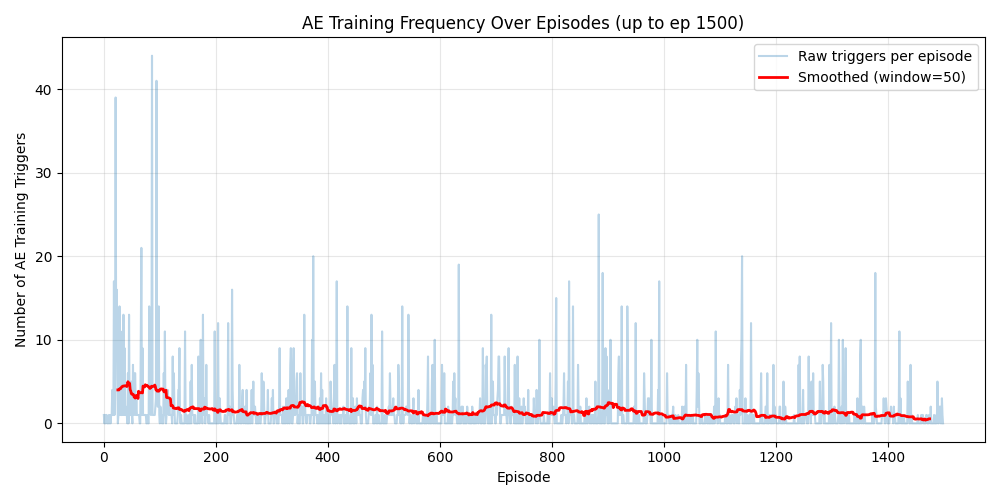 AE Training Frequency Over Episodes (up to ep 1500)
Raw triggers per episode
Smoothed (window=50)
Number of AE Training Triggers
40
30
20
10
0
0 200 400 600 800 1000 1200 1400
Episode